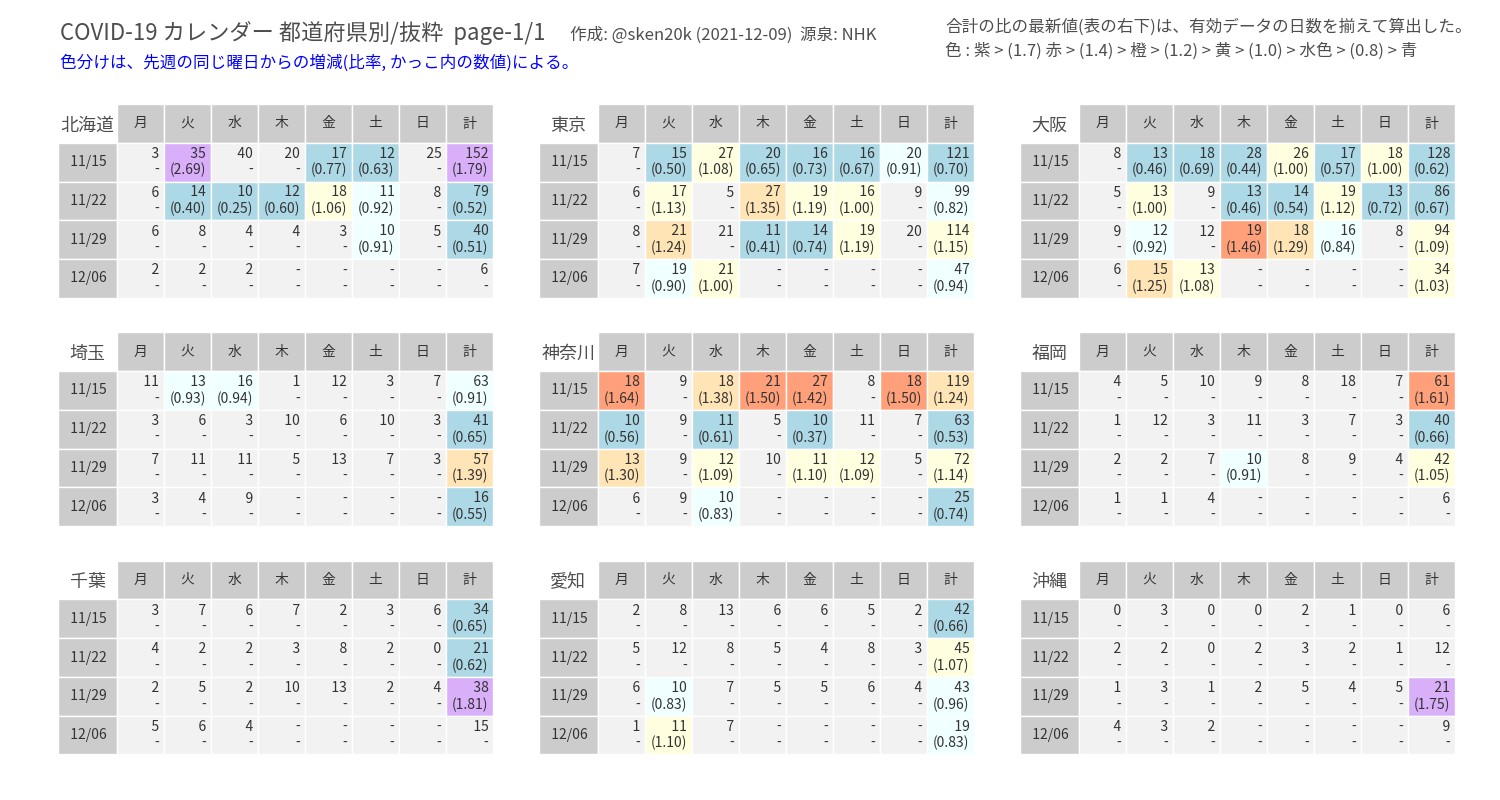 COVID-19 カレンダー 都道府県別/抜粋 page-1/1 作成: @sken20k (2021-12-09) 源泉: NHK
色分けは、先週の同じ曜日からの増減(比率, かっこ内の数値)による。
合計の比の最新値(表の右下)は、有効データの日数を揃えて算出した。
色 : 紫 > (1.7) 赤 > (1.4) > 橙 > (1.2) > 黄 > (1.0) > 水色 > (0.8) > 青
北海道 月 火 水 木 金 土 日 計
11/15 3 35 40 20 17 12 25 152
- (2.69) - - (0.77) (0.63) - (1.79)
11/22 6 14 10 12 18 11 8 79
- (0.40) (0.25) (0.60) (1.06) (0.92) - (0.52)
11/29 6 8 4 4 3 10 5 40
- - - - - (0.91) - (0.51)
12/06 2 2 2 - - - - 6
- - - - - - - -
東京 月 火 水 木 金 土 日 計
11/15 7 15 27 20 16 16 20 121
- (0.50) (1.08) (0.65) (0.73) (0.67) (0.91) (0.70)
11/22 6 17 5 27 19 16 9 99
- (1.13) - (1.35) (1.19) (1.00) - (0.82)
11/29 8 21 21 11 14 19 20 114
- (1.24) - (0.41) (0.74) (1.19) - (1.15)
12/06 7 19 21 - - - - 47
- (0.90) (1.00) - - - - (0.94)
大阪 月 火 水 木 金 土 日 計
11/15 8 13 18 28 26 17 18 128
- (0.46) (0.69) (0.44) (1.00) (0.57) (1.00) (0.62)
11/22 5 13 9 13 14 19 13 86
- (1.00) - (0.46) (0.54) (1.12) (0.72) (0.67)
11/29 9 12 12 19 18 16 8 94
- (0.92) - (1.46) (1.29) (0.84) - (1.09)
12/06 6 15 13 - - - - 34
- (1.25) (1.08) - - - - (1.03)
埼玉 月 火 水 木 金 土 日 計
11/15 11 13 16 1 12 3 7 63
- (0.93) (0.94) - - - - (0.91)
11/22 3 6 3 10 6 10 3 41
- - - - - - - (0.65)
11/29 7 11 11 5 13 7 3 57
- - - - - - - (1.39)
12/06 3 4 9 - - - - 16
- - - - - - - (0.55)
神奈川 月 火 水 木 金 土 日 計
11/15 18 9 18 21 27 8 18 119
(1.64) - (1.38) (1.50) (1.42) - (1.50) (1.24)
11/22 10 9 11 5 10 11 7 63
(0.56) - (0.61) - (0.37) - - (0.53)
11/29 13 9 12 10 11 12 5 72
(1.30) - (1.09) - (1.10) (1.09) - (1.14)
12/06 6 9 10 - - - - 25
- - (0.83) - - - - (0.74)
福岡 月 火 水 木 金 土 日 計
11/15 4 5 10 9 8 18 7 61
- - - - - - - (1.61)
11/22 1 12 3 11 3 7 3 40
- - - - - - - (0.66)
11/29 2 2 7 10 8 9 4 42
- - - (0.91) - - - (1.05)
12/06 1 1 4 - - - - 6
- - - - - - - -
千葉 月 火 水 木 金 土 日 計
11/15 3 7 6 7 2 3 6 34
- - - - - - - (0.65)
11/22 4 2 2 3 8 2 0 21
- - - - - - - (0.62)
11/29 2 5 2 10 13 2 4 38
- - - - - - - (1.81)
12/06 5 6 4 - - - - 15
- - - - - - - -
愛知 月 火 水 木 金 土 日 計
11/15 2 8 13 6 6 5 2 42
- - - - - - - (0.66)
11/22 5 12 8 5 4 8 3 45
- - - - - - - (1.07)
11/29 6 10 7 5 5 6 4 43
- (0.83) - - - - - (0.96)
12/06 1 11 7 - - - - 19
- (1.10) - - - - - (0.83)
沖縄 月 火 水 木 金 土 日 計
11/15 0 3 0 0 2 1 0 6
- - - - - - - -
11/22 2 2 0 2 3 2 1 12
- - - - - - - -
11/29 1 3 1 2 5 4 5 21
- - - - - - - (1.75)
12/06 4 3 2 - - - - 9
- - - - - - - -